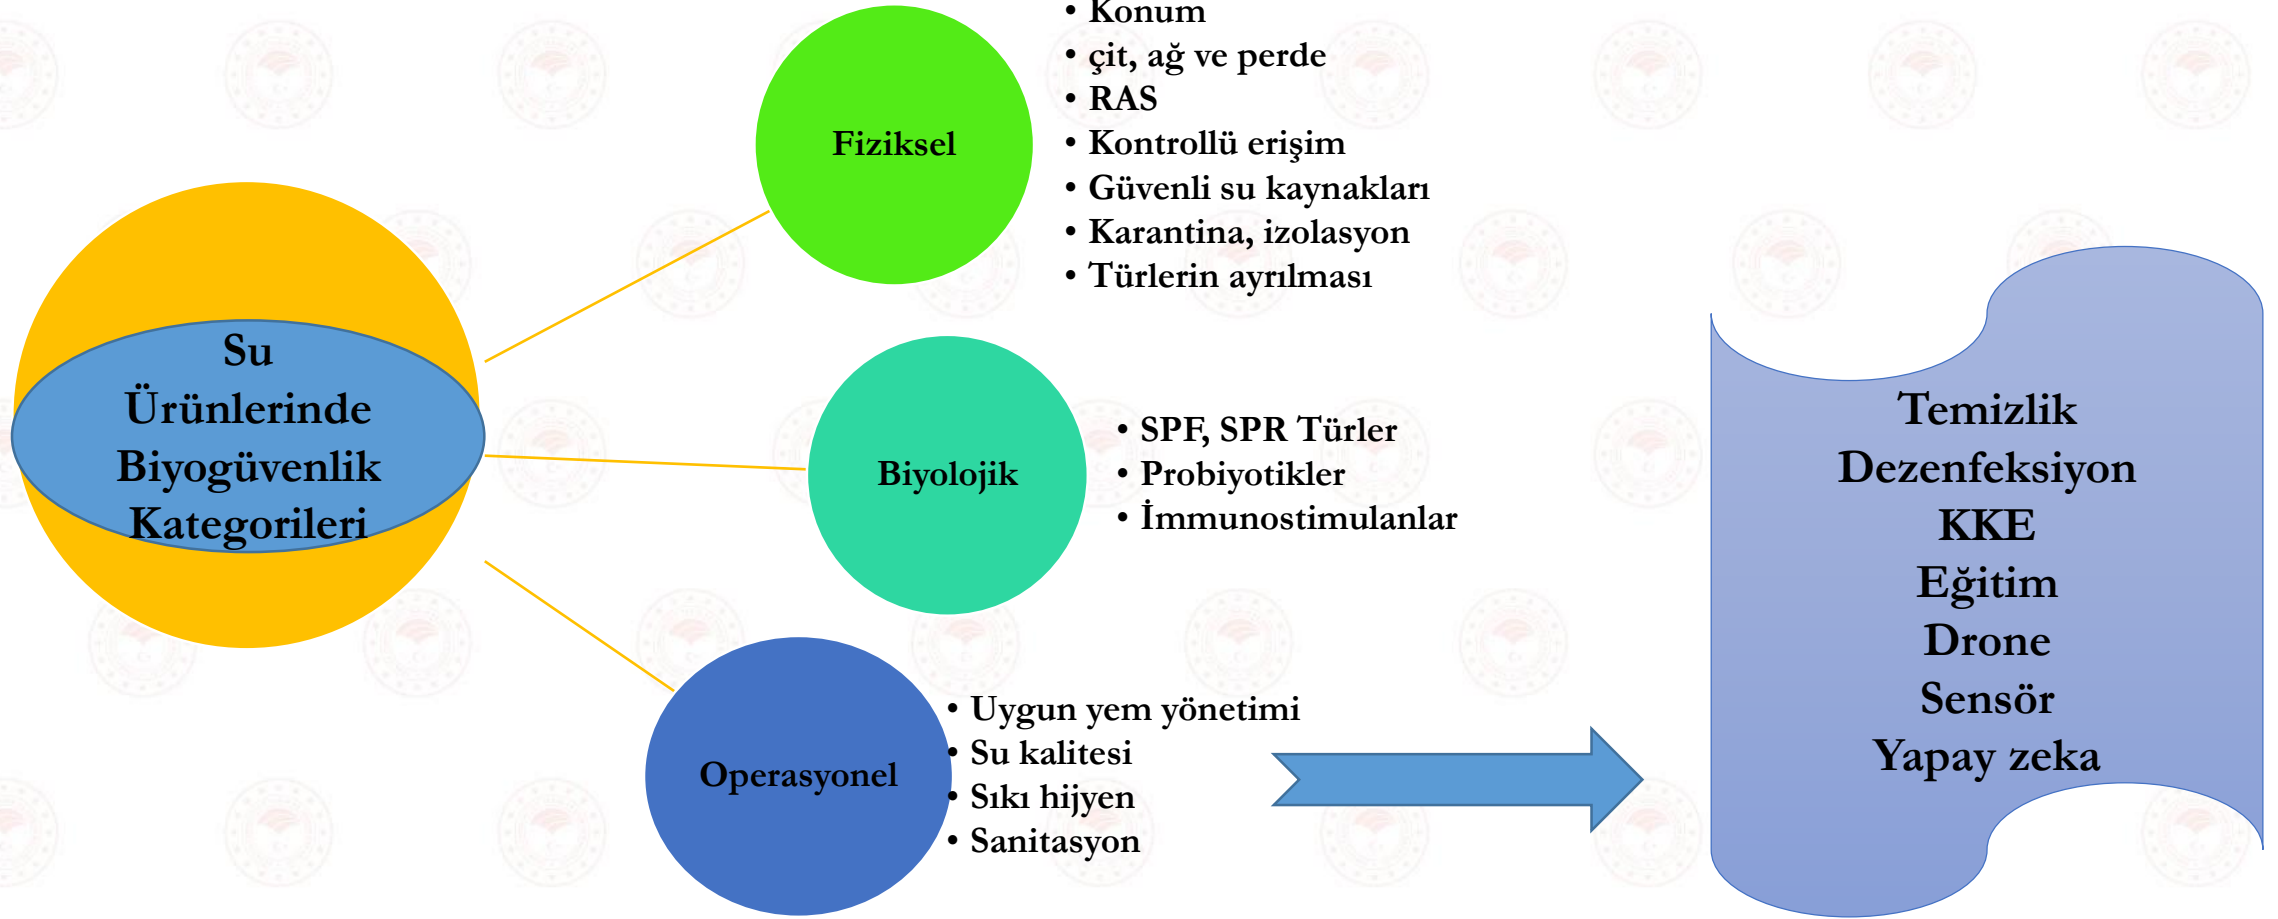 Su
Ürünlerinde
Biyogüvenlik
Kategorileri
Fiziksel
• Konum
• çit, ağ ve perde
• RAS
• Kontrollü erişim
• Güvenli su kaynakları
• Karantina, izolasyon
• Türlerin ayrılması
Biyolojik
• SPF, SPR Türler
• Probiyotikler
• İmmunostimulanlar
Operasyonel
• Uygun yem yönetimi
• Su kalitesi
• Sıkı hijyen
• Sanitasyon
Temizlik
Dezenfeksiyon
KKE
Eğitim
Drone
Sensör
Yapay zeka